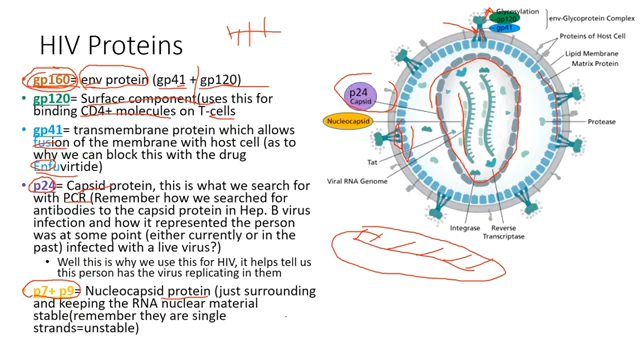 HIV Proteins
• gp160= env protein (gp41 + gp120)
• gp120= Surface component(uses this for
binding CD4+ molecules on T-cells
• gp41= transmembrane protein which allows
fusion of the membrane with host cell (as to
why we can block this with the drug
Enfuvirtide)
• p24= Capsid protein, this is what we search for
with PCR (Remember how we searched for
antibodies to the capsid protein in Hep. B virus
infection and how it represented the person
was at some point (either currently or in the
past) infected with a live virus?)
• Well this is why we use this for HIV, it helps tell us
this person has the virus replicating in them
• p7+ p9= Nucleocapsid protein (just surrounding
and keeping the RNA nuclear material
stable(remember they are single
strands=unstable)
Glycosylation
gp120
gp41
env-Glycoprotein Complex
Proteins of Host Cell
Lipid Membrane
Matrix Protein
p24
Capsid
Nucleocapsid
Protease
Tat
Viral RNA Genome
Integrase
Reverse
Transcriptase